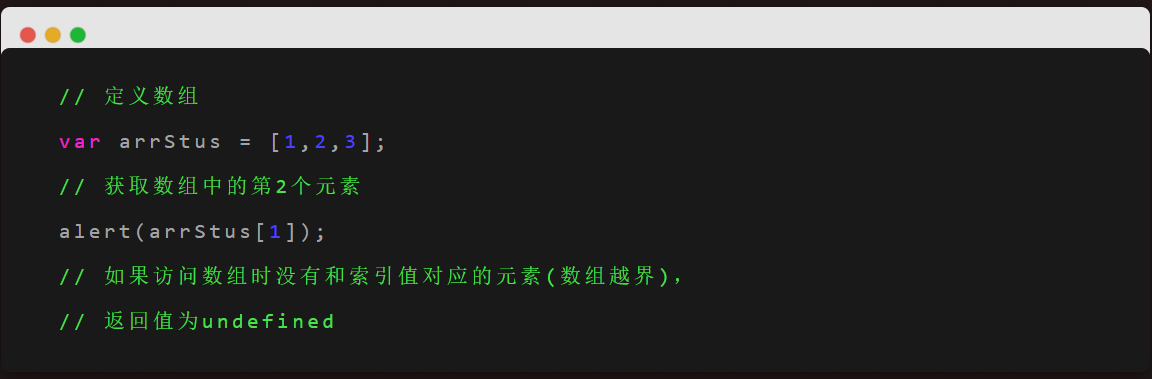 // 定义数组
var arrStus = [1,2,3];
// 获取数组中的第2个元素
alert(arrStus[1]);
// 如果访问数组时没有和索引值对应的元素(数组越界),
// 返回值为undefined